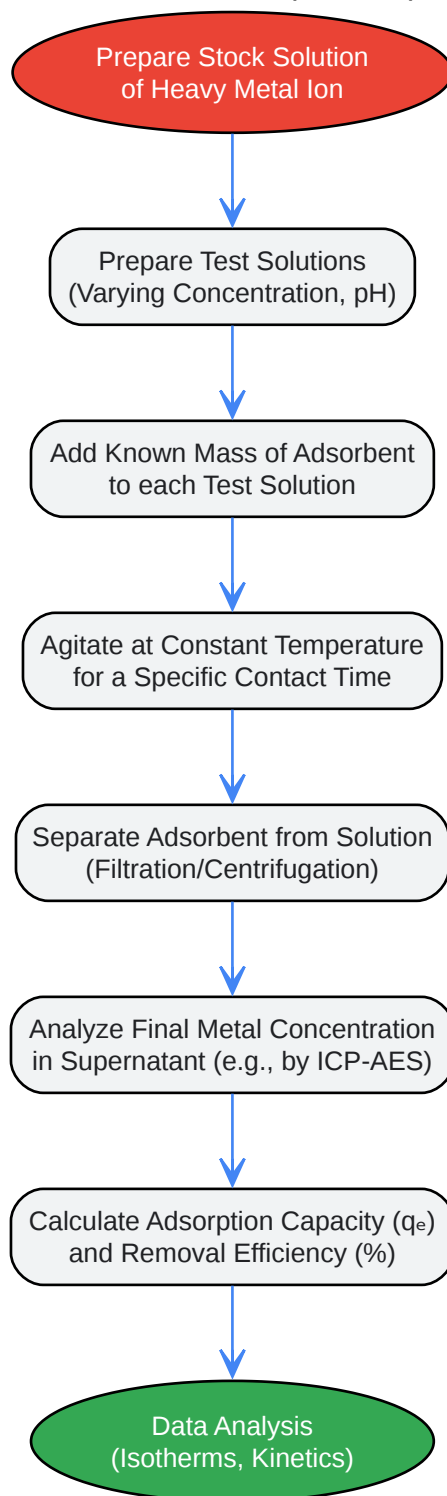 Prepare Stock Solution
of Heavy Metal Ion
Prepare Test Solutions
(Varying Concentration, pH)
Add Known Mass of Adsorbent
to each Test Solution
Agitate at Constant Temperature
for a Specific Contact Time
Separate Adsorbent from Solution
(Filtration/Centrifugation)
Analyze Final Metal Concentration
in Supernatant (e.g., by ICP-AES)
Calculate Adsorption Capacity (qₑ)
and Removal Efficiency (%)
Data Analysis
(Isotherms, Kinetics)